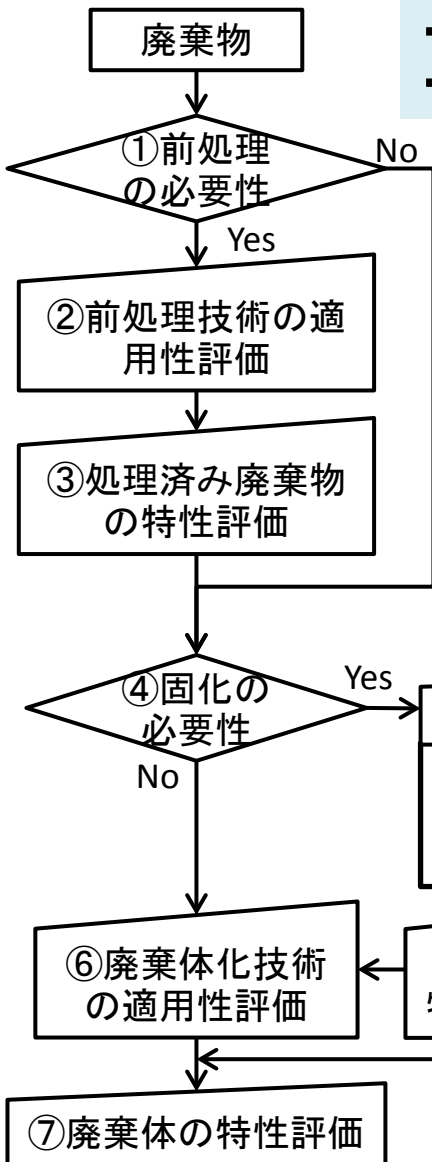 廃棄物
①前処理
の必要性
No
Yes
②前処理技術の適
用性評価
③処理済み廃棄物
の特性評価
④固化の
必要性
Yes
No
⑥廃棄体化技術
の適用性評価
⑦廃棄体の特性評価